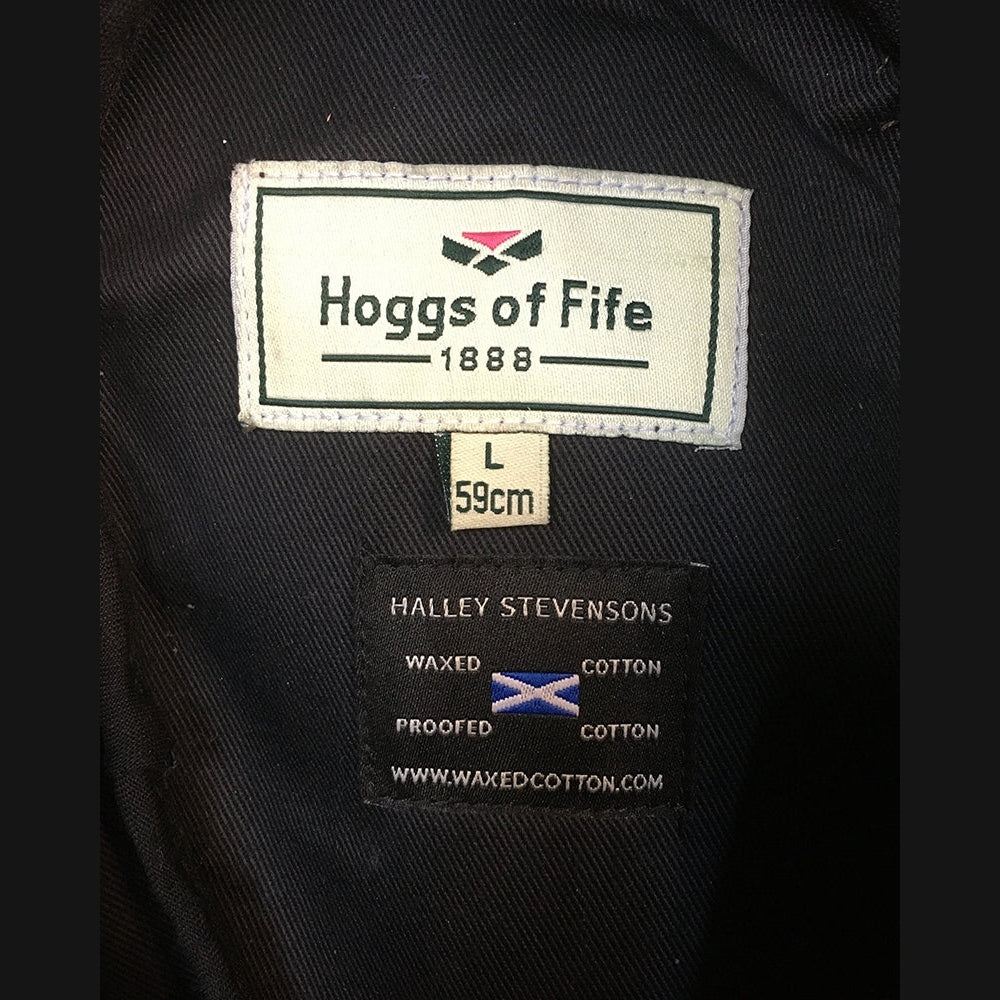 Hoggs of Fife
1888
L
59cm
HALLEY STEVENSONS
WAXED COTTON
PROOFED COTTON
WWW.WAXEDCOTTON.COM